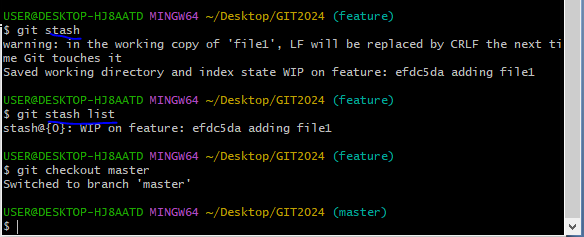 USER@DESKTOP-HJ8AATD MINGW64 ~/Desktop/GIT2024 (feature)
$ git stash
warning: in the working copy of 'file1', LF will be replaced by CRLF the next ti
me Git touches it
Saved working directory and index state WIP on feature: efdc5da adding file1
USER@DESKTOP-HJ8AATD MINGW64 ~/Desktop/GIT2024 (feature)
$ git stash list
stash@{0}: WIP on feature: efdc5da adding file1
USER@DESKTOP-HJ8AATD MINGW64 ~/Desktop/GIT2024 (feature)
$ git checkout master
Switched to branch 'master'
USER@DESKTOP-HJ8AATD MINGW64 ~/Desktop/GIT2024 (master)
$